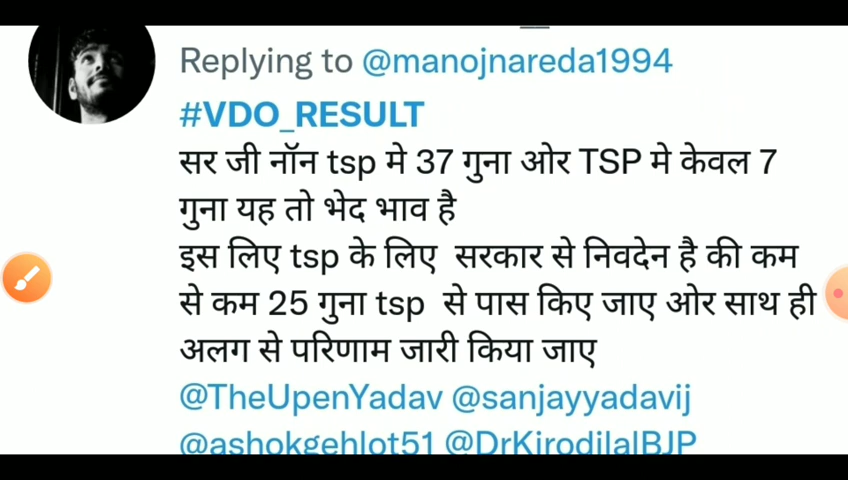 Replying to @manojnareda1994
#VDO_RESULT
सर जी नॉन tsp मे 37 गुना ओर TSP मे केवल 7
गुना यह तो भेद भाव है
इस लिए tsp के लिए सरकार से निवदेन है की कम
से कम 25 गुना tsp से पास किए जाए ओर साथ ही
अलग से परिणाम जारी किया जाए
@TheUpenYadav @sanjayyadavij
@ashokgehlot51 @DrKirodilalBJP